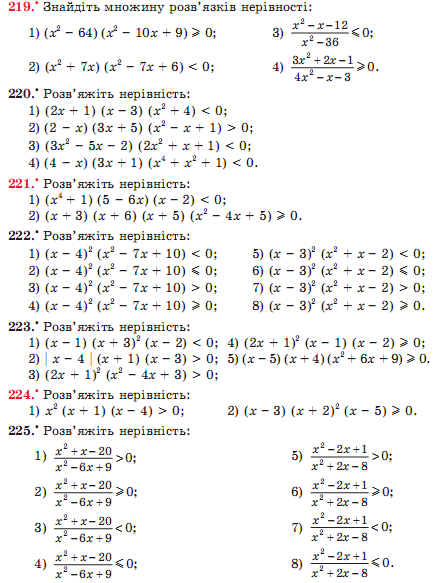 219.• Знайдіть множину розв'язків нерівності:
1) (x² – 64) (x² – 10x + 9) ⩾ 0; 3) (x² – x – 12)/(x² – 36) ⩽ 0;
2) (x² + 7x) (x² – 7x + 6) < 0; 4) (3x² + 2x – 1)/(4x² – x – 3) ⩾ 0.
220.• Розв'яжіть нерівність:
1) (2x + 1) (x – 3) (x² + 4) < 0;
2) (2 – x) (3x + 5) (x² – x + 1) > 0;
3) (3x² – 5x – 2) (2x² + x + 1) < 0;
4) (4 – x) (3x + 1) (x⁴ + x² + 1) < 0.
221.• Розв'яжіть нерівність:
1) (x⁴ + 1) (5 – 6x) (x – 2) < 0;
2) (x + 3) (x + 6) (x + 5) (x² – 4x + 5) ⩾ 0.
222.• Розв'яжіть нерівність:
1) (x – 4)² (x² – 7x + 10) < 0; 5) (x – 3)² (x² + x – 2) < 0;
2) (x – 4)² (x² – 7x + 10) ⩽ 0; 6) (x – 3)² (x² + x – 2) ⩽ 0;
3) (x – 4)² (x² – 7x + 10) > 0; 7) (x – 3)² (x² + x – 2) > 0;
4) (x – 4)² (x² – 7x + 10) ⩾ 0; 8) (x – 3)² (x² + x – 2) ⩾ 0.
223.• Розв'яжіть нерівність:
1) (x – 1) (x + 3)² (x – 2) < 0; 4) (2x + 1)² (x – 1) (x – 2) ⩾ 0;
2) | x – 4 | (x + 1) (x – 3) > 0; 5) (x – 5) (x + 4) (x² + 6x + 9) ⩾ 0.
3) (2x + 1)² (x² – 4x + 3) > 0;
224.• Розв'яжіть нерівність:
1) x² (x + 1) (x – 4) > 0; 2) (x – 3) (x + 2)² (x – 5) ⩾ 0.
225.• Розв'яжіть нерівність:
1) (x² + x – 20)/(x² – 6x + 9) > 0; 5) (x² – 2x + 1)/(x² + 2x – 8) > 0;
2) (x² + x – 20)/(x² – 6x + 9) ⩾ 0; 6) (x² – 2x + 1)/(x² + 2x – 8) ⩾ 0;
3) (x² + x – 20)/(x² – 6x + 9) < 0; 7) (x² – 2x + 1)/(x² + 2x – 8) < 0;
4) (x² + x – 20)/(x² – 6x + 9) ⩽ 0; 8) (x² – 2x + 1)/(x² + 2x – 8) ⩽ 0.